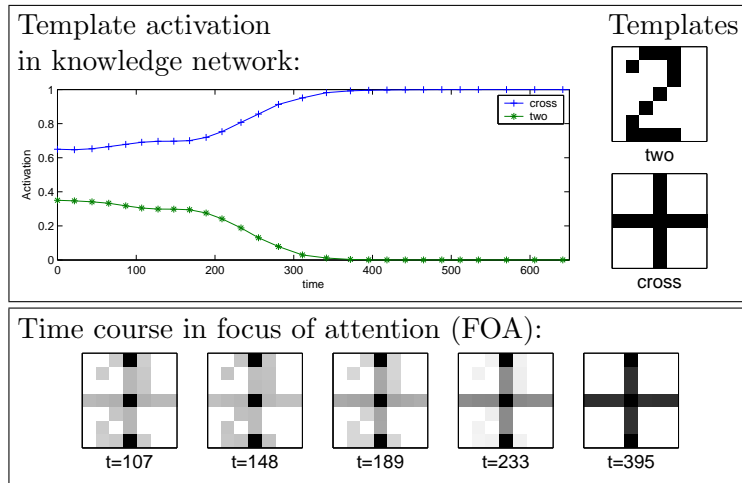 Template activation
in knowledge network:
Templates
1
0.8
0.6
0.4
0.2
0
Activation
cross
two
0 100 200 300 400 500 600
time
two
cross
Time course in focus of attention (FOA):
t=107 t=148 t=189 t=233 t=395